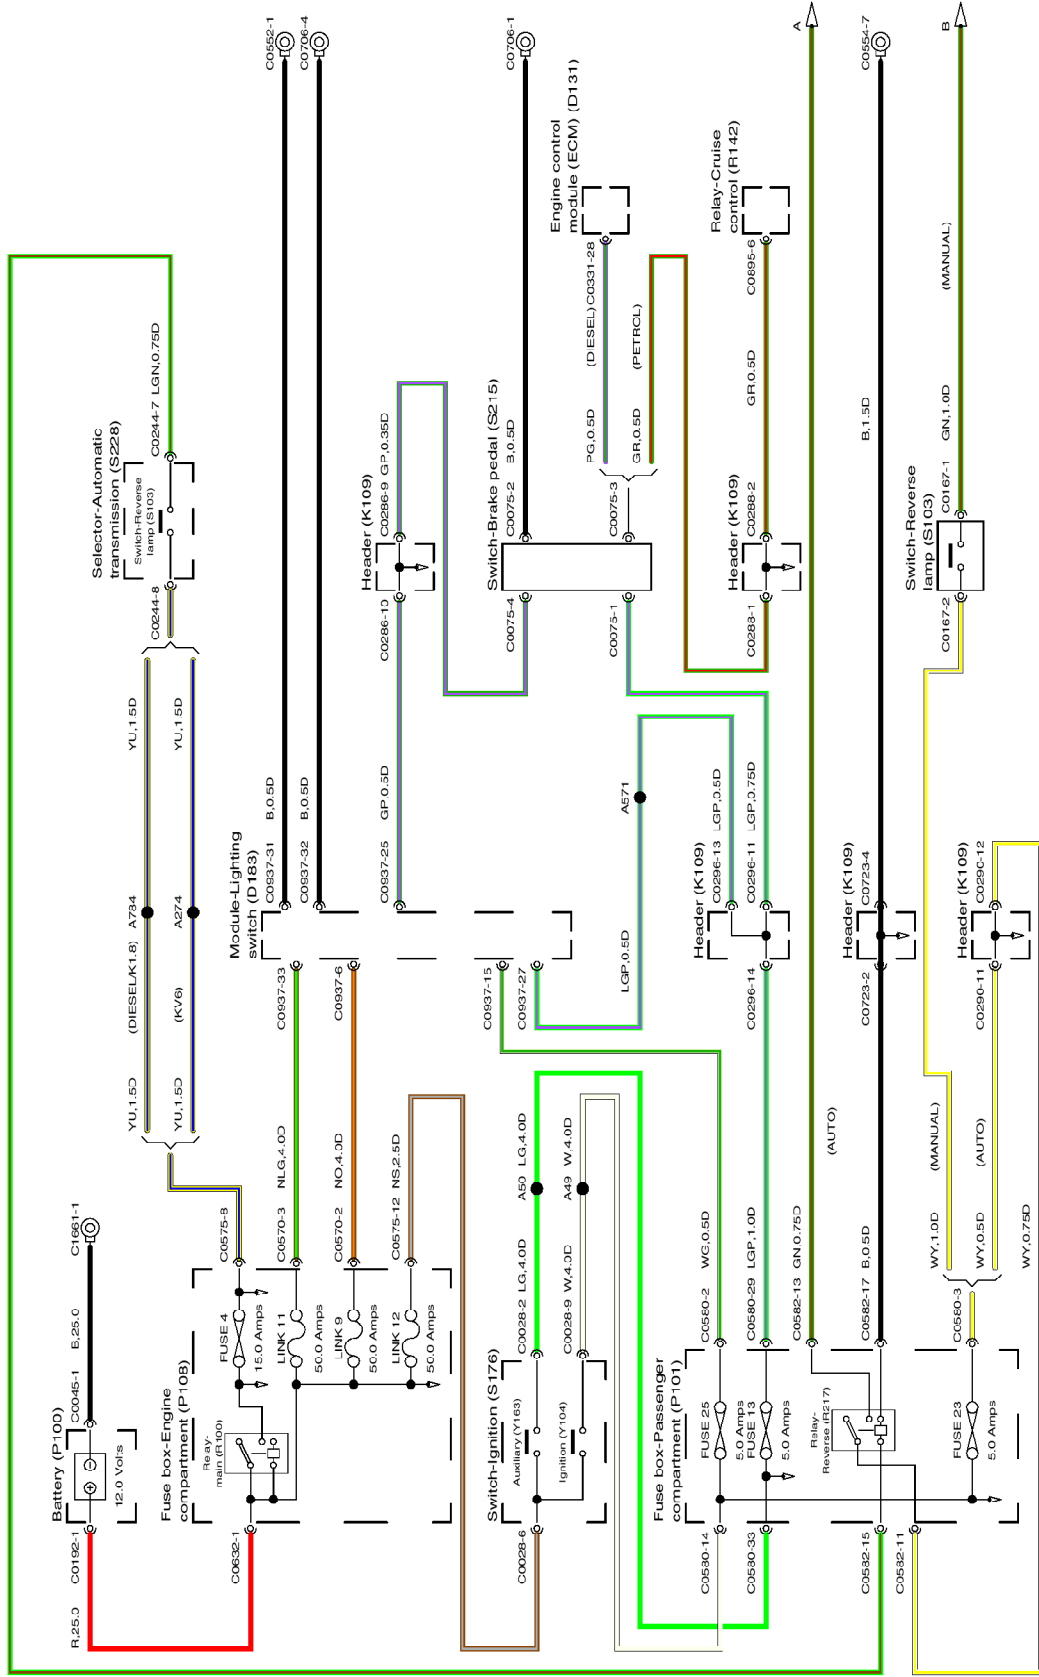 C0552-1
C0706-4
C0706-1
A
C0554-7
B
Engine control
module (ECM) (D131)
Relay-Cruise
control (R142)
C0331-28
C0895-6
(DIESEL)
(MANUAL)
C0244-7 LGN,0.75D
Selector-Automatic
transmission (S228)
Switch-Reverse
lamp (S103)
C0244-8
Header (K109)
C0286-9 GP,0.35D
C0286-10
Switch-Brake pedal (S215)
C0075-2 B,0.5D
C0075-3
C0075-4
C0075-1
PG,0.5D
GR,0.5D
GR,0.5D
Header (K109)
C0288-2
B,1.5D
Switch-Reverse
lamp (S103)
C0167-1 GN,1.0D
C0167-2
YU,1.5D
YU,1.5D
A734
A274
(DIESEL/K1.8)
(KV6)
YU,1.5D
YU,1.5D
Module-Lighting
switch (D183)
C0937-31 B,0.5D
C0937-32 B,0.5D
C0937-25 GP,0.5D
C0937-33
C0937-6
C0937-15
C0937-27
A571
LGP,0.5D
Header (K109)
C0296-13 LGP,0.5D
C0296-11 LGP,0.75D
C0296-14
Header (K109)
C0723-4
C0723-2
Header (K109)
C0290-12
C0290-11
C1661-1
B,25.0
C0045-1
Battery (P100)
12.0 Volts
C0192-1
R,25.0
C0575-8
C0570-3 NLG,4.0D
C0570-2 NO,4.0D
C0575-12 NS,2.5D
Fuse box-Engine
compartment (P108)
FUSE 4
15.0 Amps
LINK 11
50.0 Amps
LINK 9
50.0 Amps
LINK 12
50.0 Amps
Relay-
main (R100)
C0632-1
A50 LG,4.0D
A49 W,4.0D
C0028-2 LG,4.0D
C0028-9 W,4.0D
Switch-Ignition (S176)
Auxiliary (Y163)
Ignition (Y104)
C0028-6
(AUTO)
(MANUAL)
(AUTO)
C0580-2 WG,0.5D
C0580-29 LGP,1.0D
C0582-13 GN,0.75D
C0582-17 B,0.5D
WY,1.0D
WY,0.5D
WY,0.75D
C0580-3
Fuse box-Passenger
compartment (P101)
FUSE 25
5.0 Amps
FUSE 13
5.0 Amps
Relay-
Reverse (R217)
FUSE 23
5.0 Amps
C0580-14
C0580-33
C0582-15
C0582-11